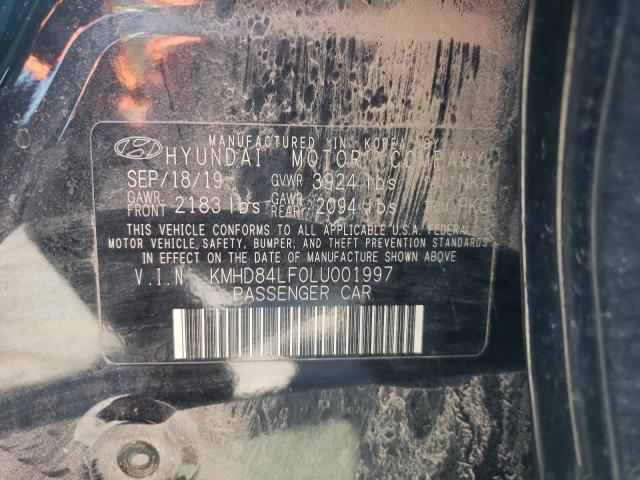 MANUFACTURED IN KOREA BY
HYUNDAI MOTOR COMPANY
SEP/18/19 GVWR 3924 lbs NKA
GAWR FRONT 2183 lbs GAWR REAR 2094 lbs
THIS VEHICLE CONFORMS TO ALL APPLICABLE U.S.A. FEDERAL
MOTOR VEHICLE, SAFETY, BUMPER, AND THEFT PREVENTION STANDARDS
IN EFFECT ON THE DATE OF MANUFACTURE SHOWN ABOVE
V.I.N KMHD84LF0LU001997
PASSENGER CAR